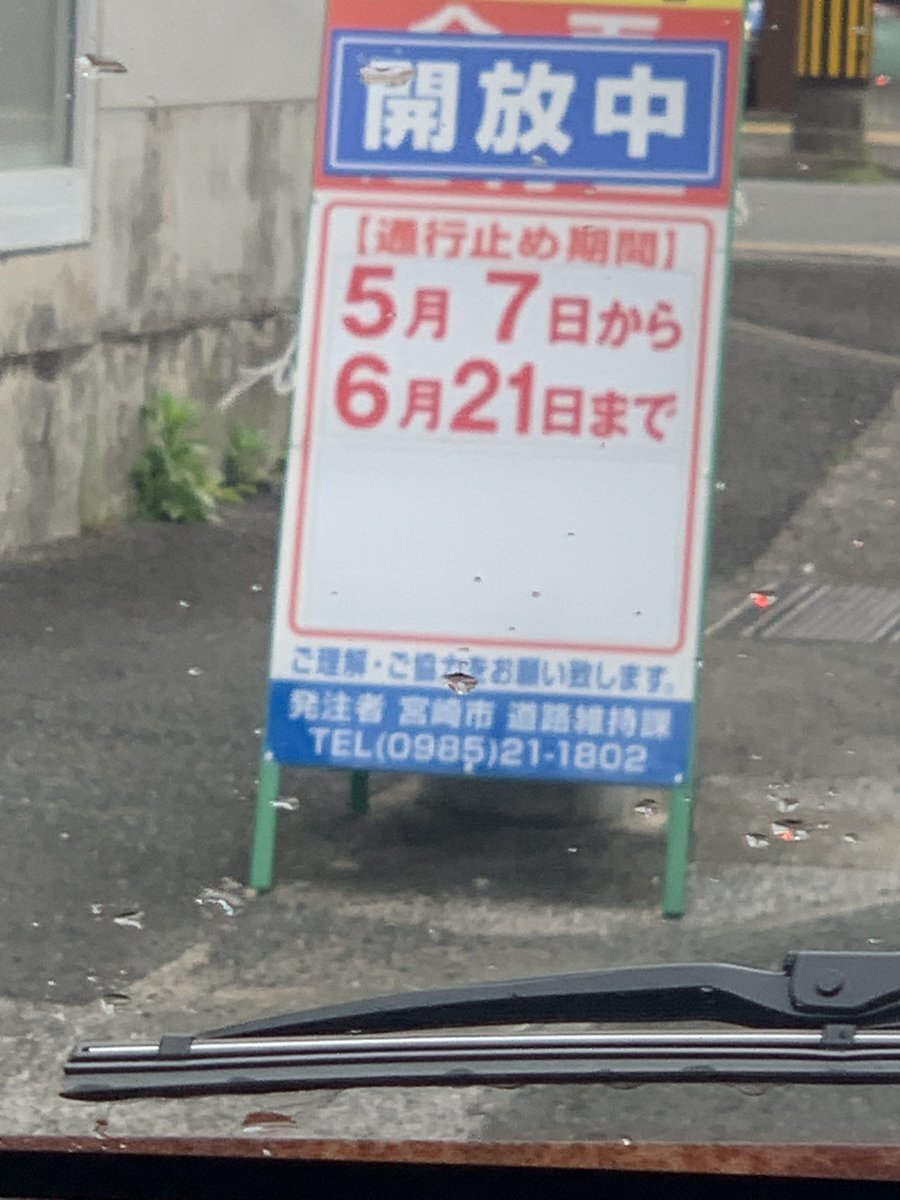 開放中
【通行止め期間】
5月 7日から
6月21日まで
ご理解・ご協力をお願い致します。
発注者 宮崎市 道路維持課
TEL(0985)21-1802